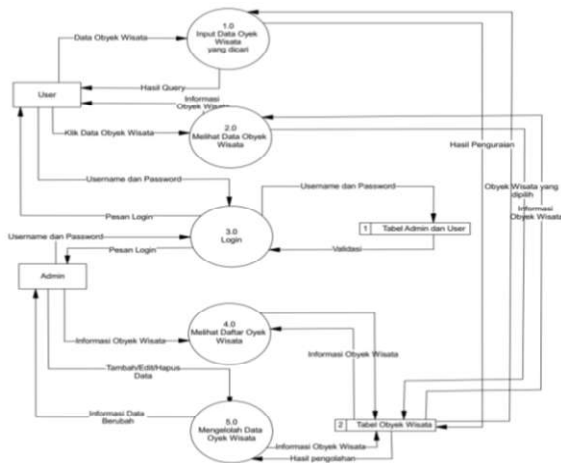 1.0
Input Data Oyek
Wisata
yang dicari
Data Obyek Wisata
Hasil Query
User
Informasi
Obyek Wisata
2.0
Melihat Data Obyek
Wisata
Klik Data Obyek Wisata
Hasil Penguraian
Obyek Wisata yang
dipilih
Informasi
Obyek Wisata
Username dan Password
Username dan Password
Pesan Login
3.0
Login
1 Tabel Admin dan User
Username dan Password
Pesan Login
Validasi
Admin
4.0
Melihat Daftar Oyek
Wisata
Informasi Obyek Wisata
Informasi Obyek Wisata
Tambah/Edit/Hapus
Data
Informasi Data
Berubah
5.0
Mengelolah Data
Oyek Wisata
2 Tabel Obyek Wisata
Informasi Obyek Wisata
Hasil pengolahan